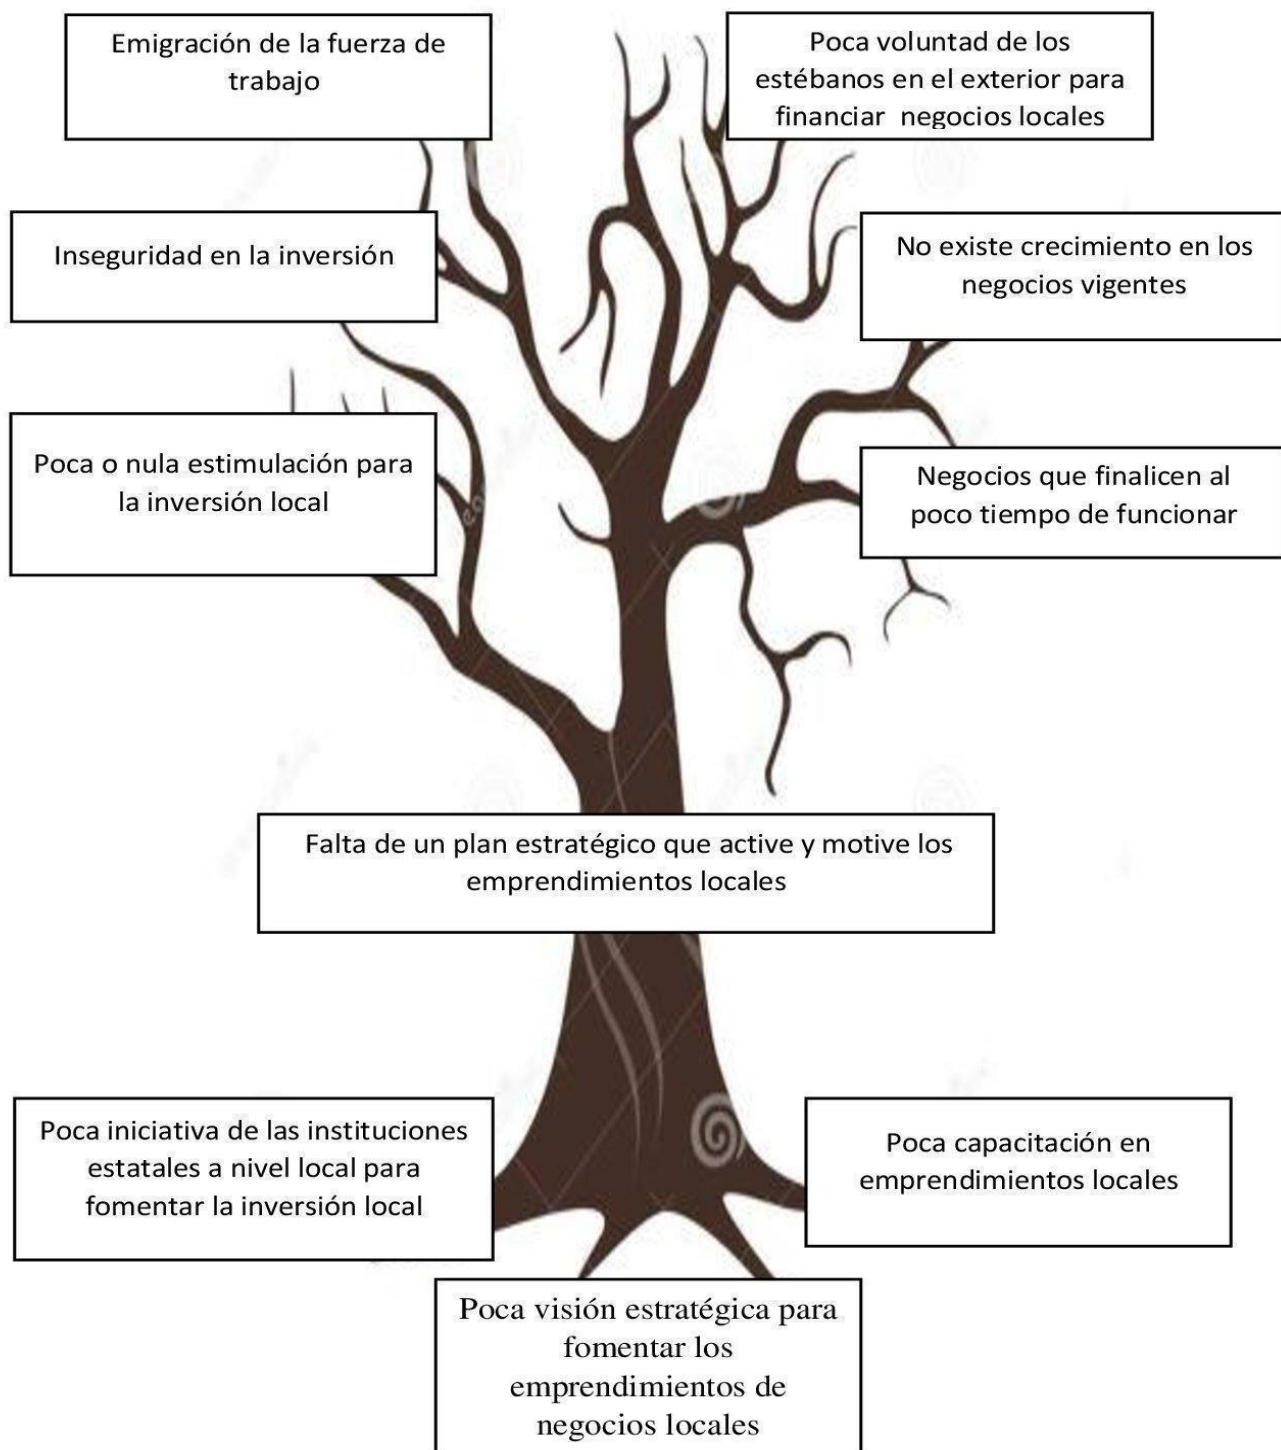 Emigración de la fuerza de
trabajo
Poca voluntad de los
estébanos en el exterior para
financiar negocios locales
Inseguridad en la inversión
No existe crecimiento en los
negocios vigentes
Poca o nula estimulación para
la inversión local
Negocios que finalicen al
poco tiempo de funcionar
Falta de un plan estratégico que active y motive los
emprendimientos locales
Poca iniciativa de las instituciones
estatales a nivel local para
fomentar la inversión local
Poca capacitación en
emprendimientos locales
Poca visión estratégica para
fomentar los
emprendimientos de
negocios locales